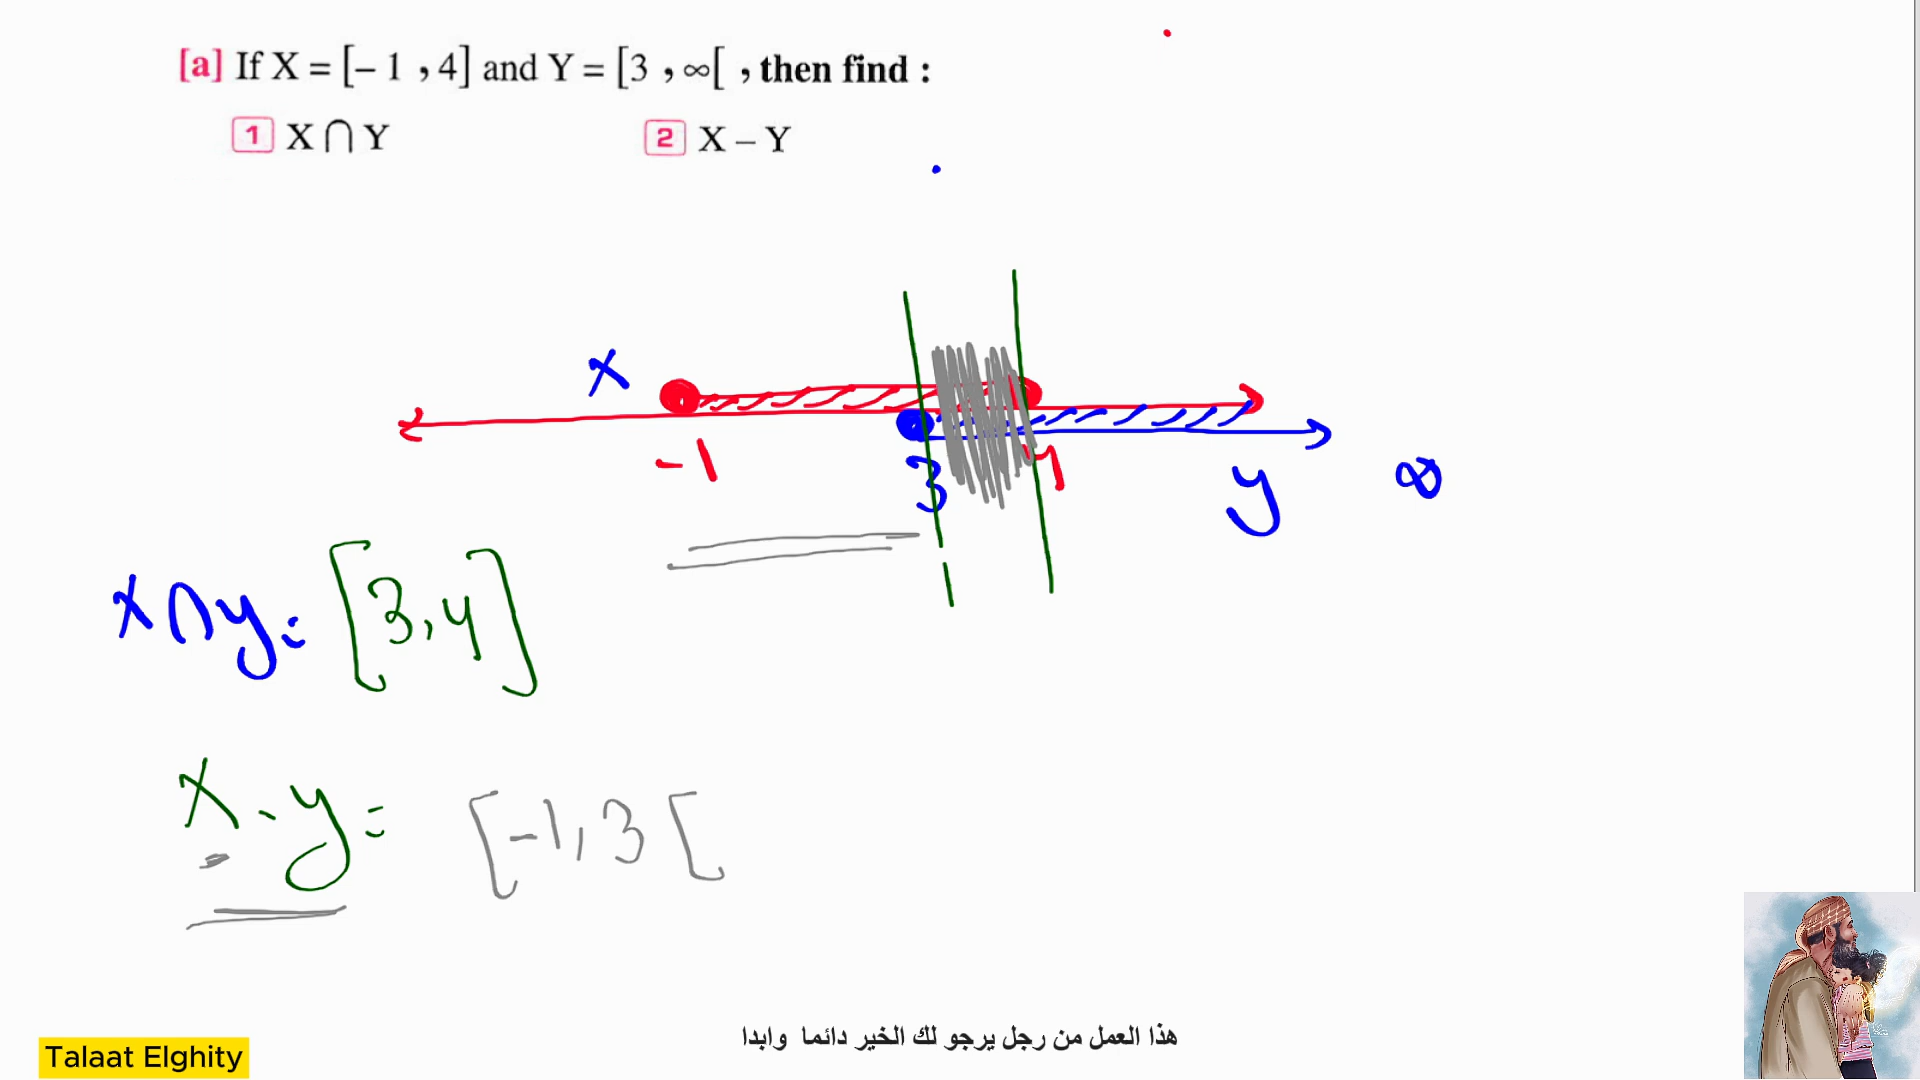 [a] If X = [– 1 , 4] and Y = [3 , ∞[ , then find :
1 X ∩ Y 2 X – Y
x
-1 3 4 y ∞
x∩y= [3,4]
x-y= [-1,3[
هذا العمل من رجل يرجو لك الخير دائما وابدا
Talaat Elghity